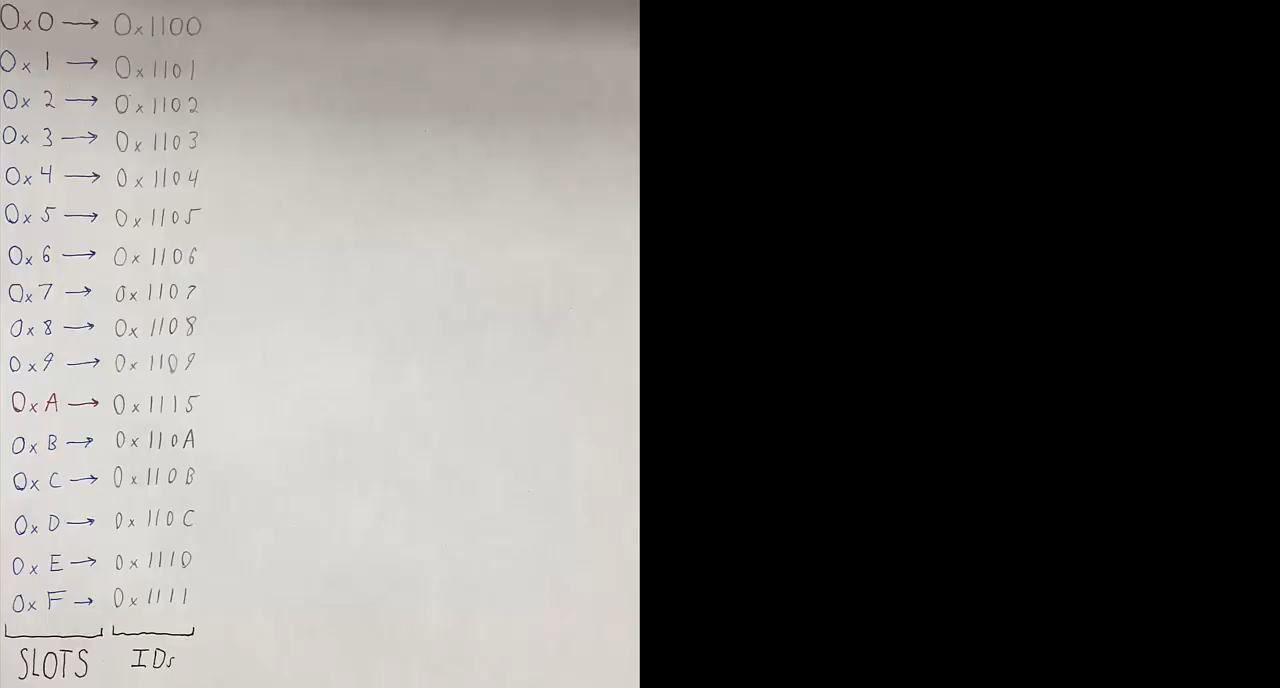 0x0 → 0x1100
0x1 → 0x1101
0x2 → 0x1102
0x3 → 0x1103
0x4 → 0x1104
0x5 → 0x1105
0x6 → 0x1106
0x7 → 0x1107
0x8 → 0x1108
0x9 → 0x1109
0xA → 0x1115
0xB → 0x110A
0xC → 0x110B
0xD → 0x110C
0xE → 0x1110
0xF → 0x1111
SLOTS IDs